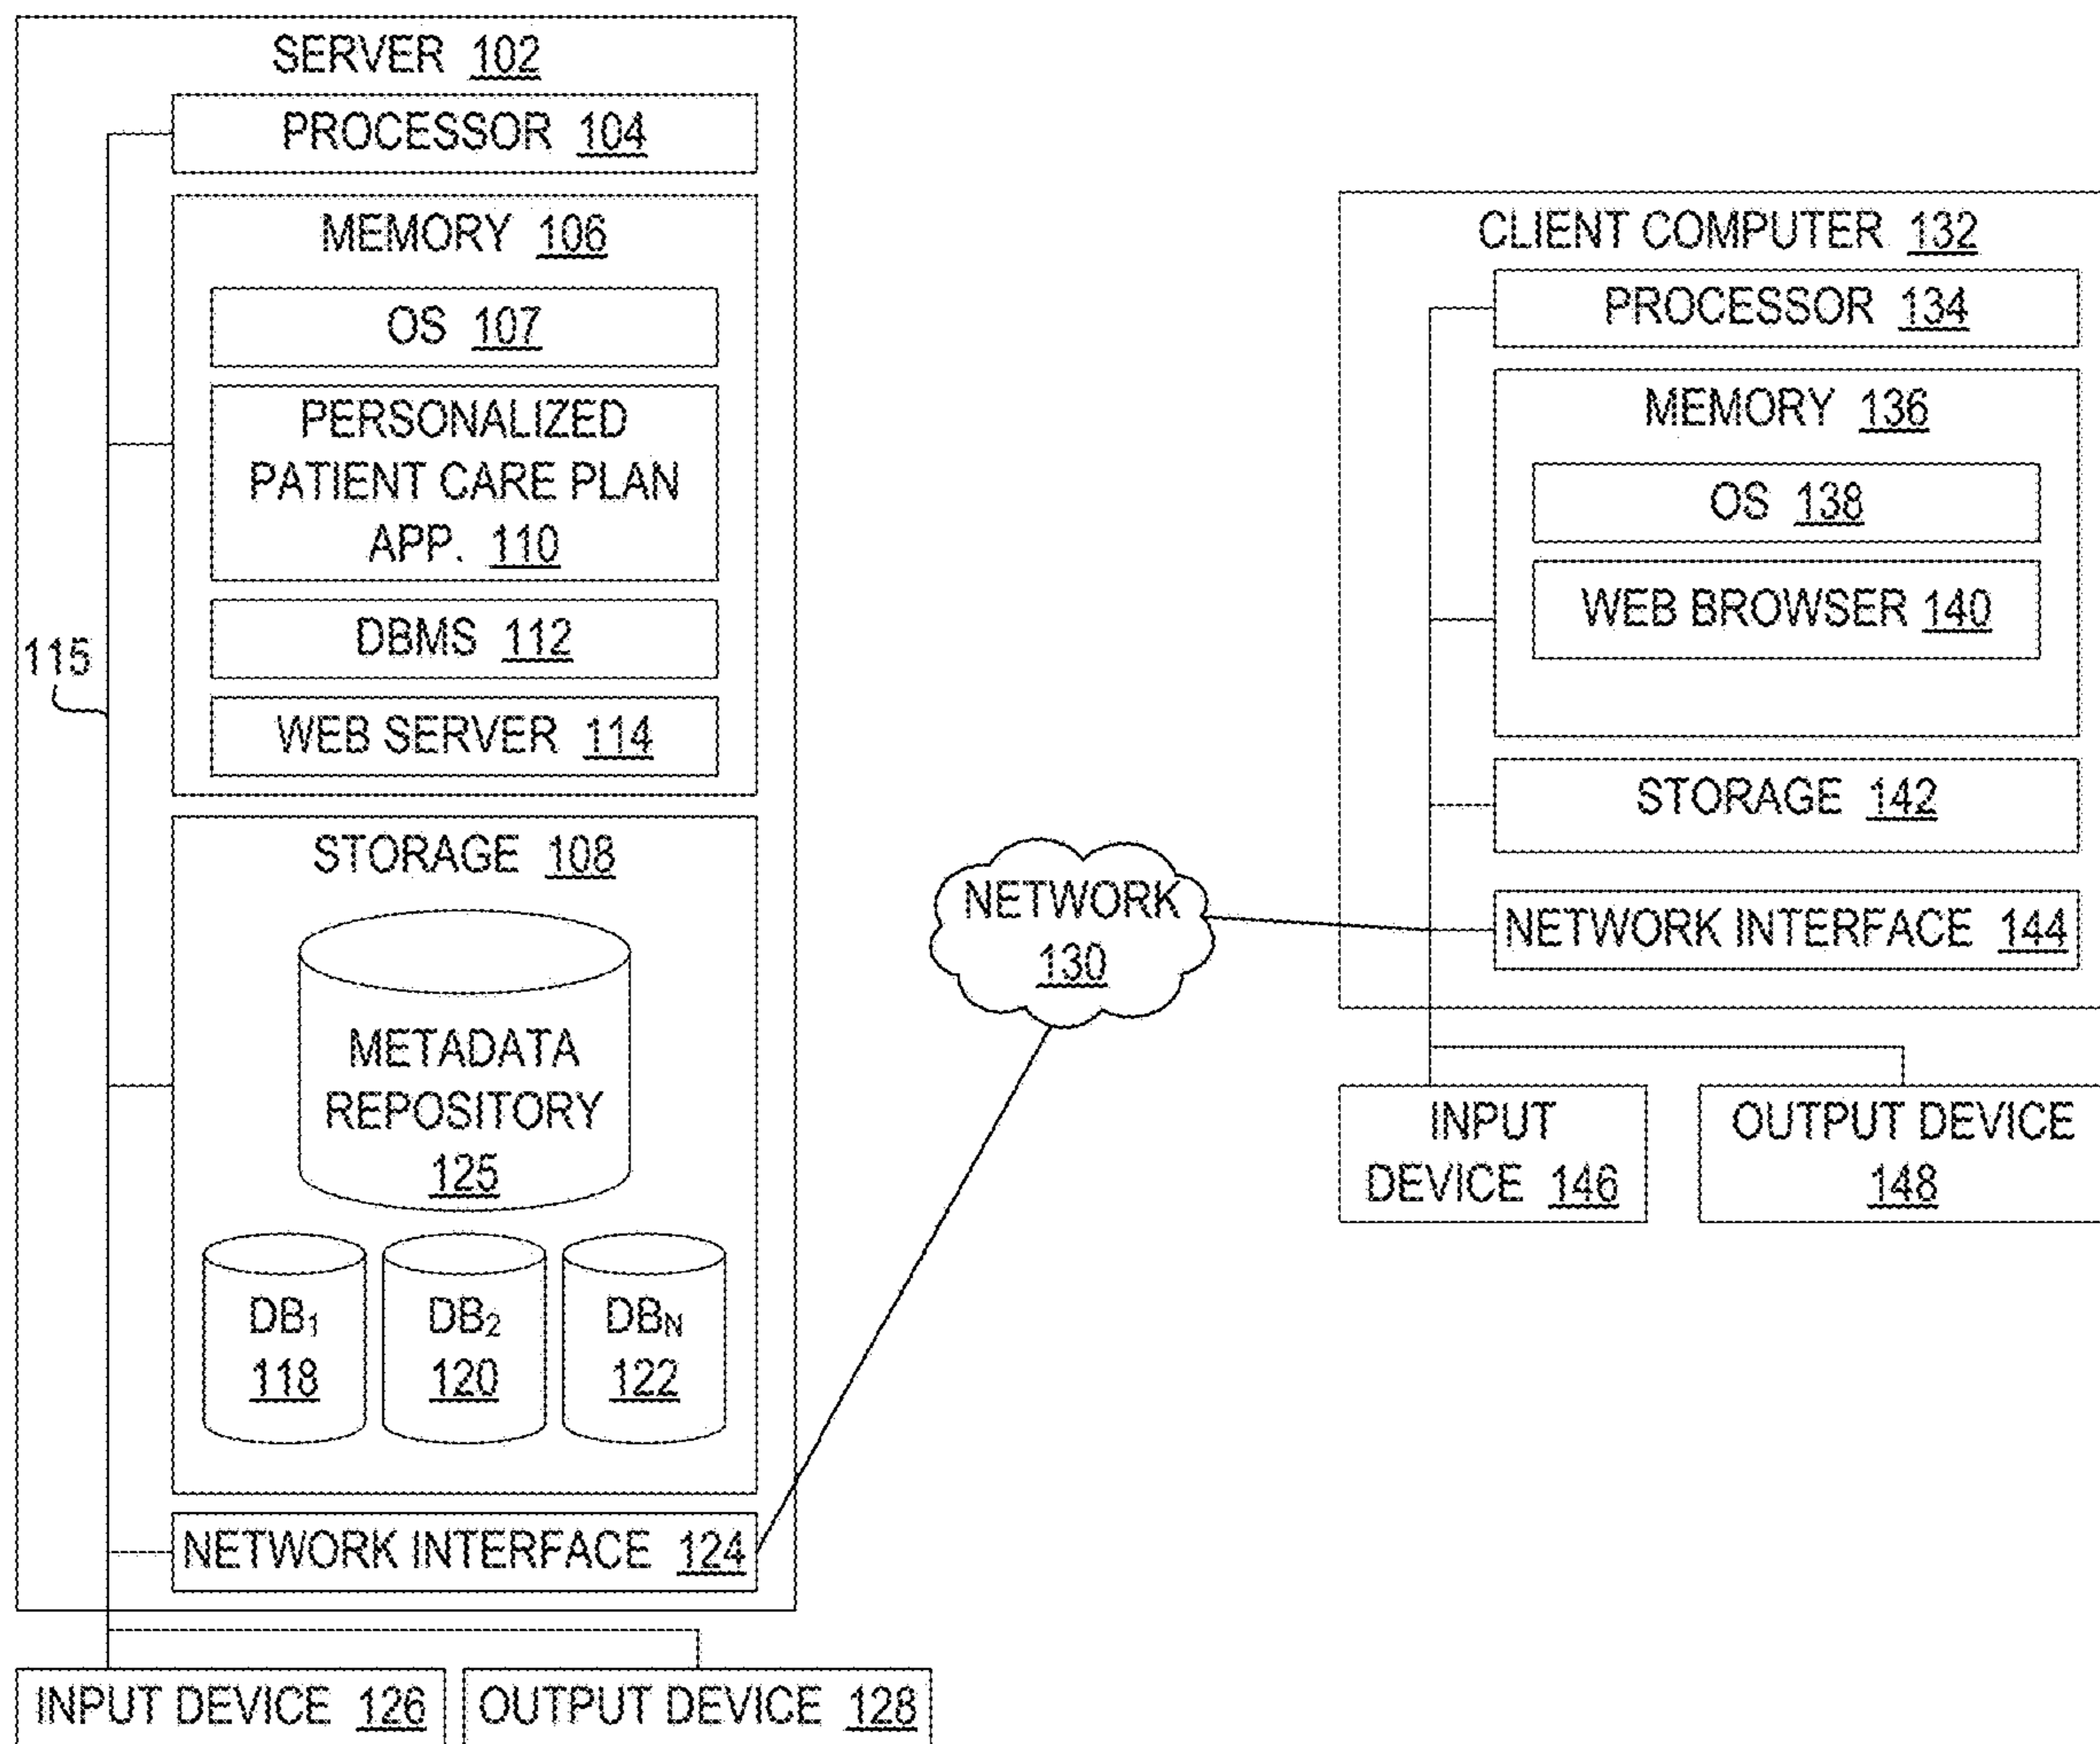 SERVER 102
PROCESSOR 104
MEMORY 106
OS 107
PERSONALIZED
PATIENT CARE PLAN
APP. 110
DBMS 112
WEB SERVER 114
115
STORAGE 108
METADATA
REPOSITORY
125
DB₁
118
DB₂
120
DB_N
122
NETWORK INTERFACE 124
INPUT DEVICE 126
OUTPUT DEVICE 128
NETWORK
130
CLIENT COMPUTER 132
PROCESSOR 134
MEMORY 136
OS 138
WEB BROWSER 140
STORAGE 142
NETWORK INTERFACE 144
INPUT
DEVICE 146
OUTPUT DEVICE
148